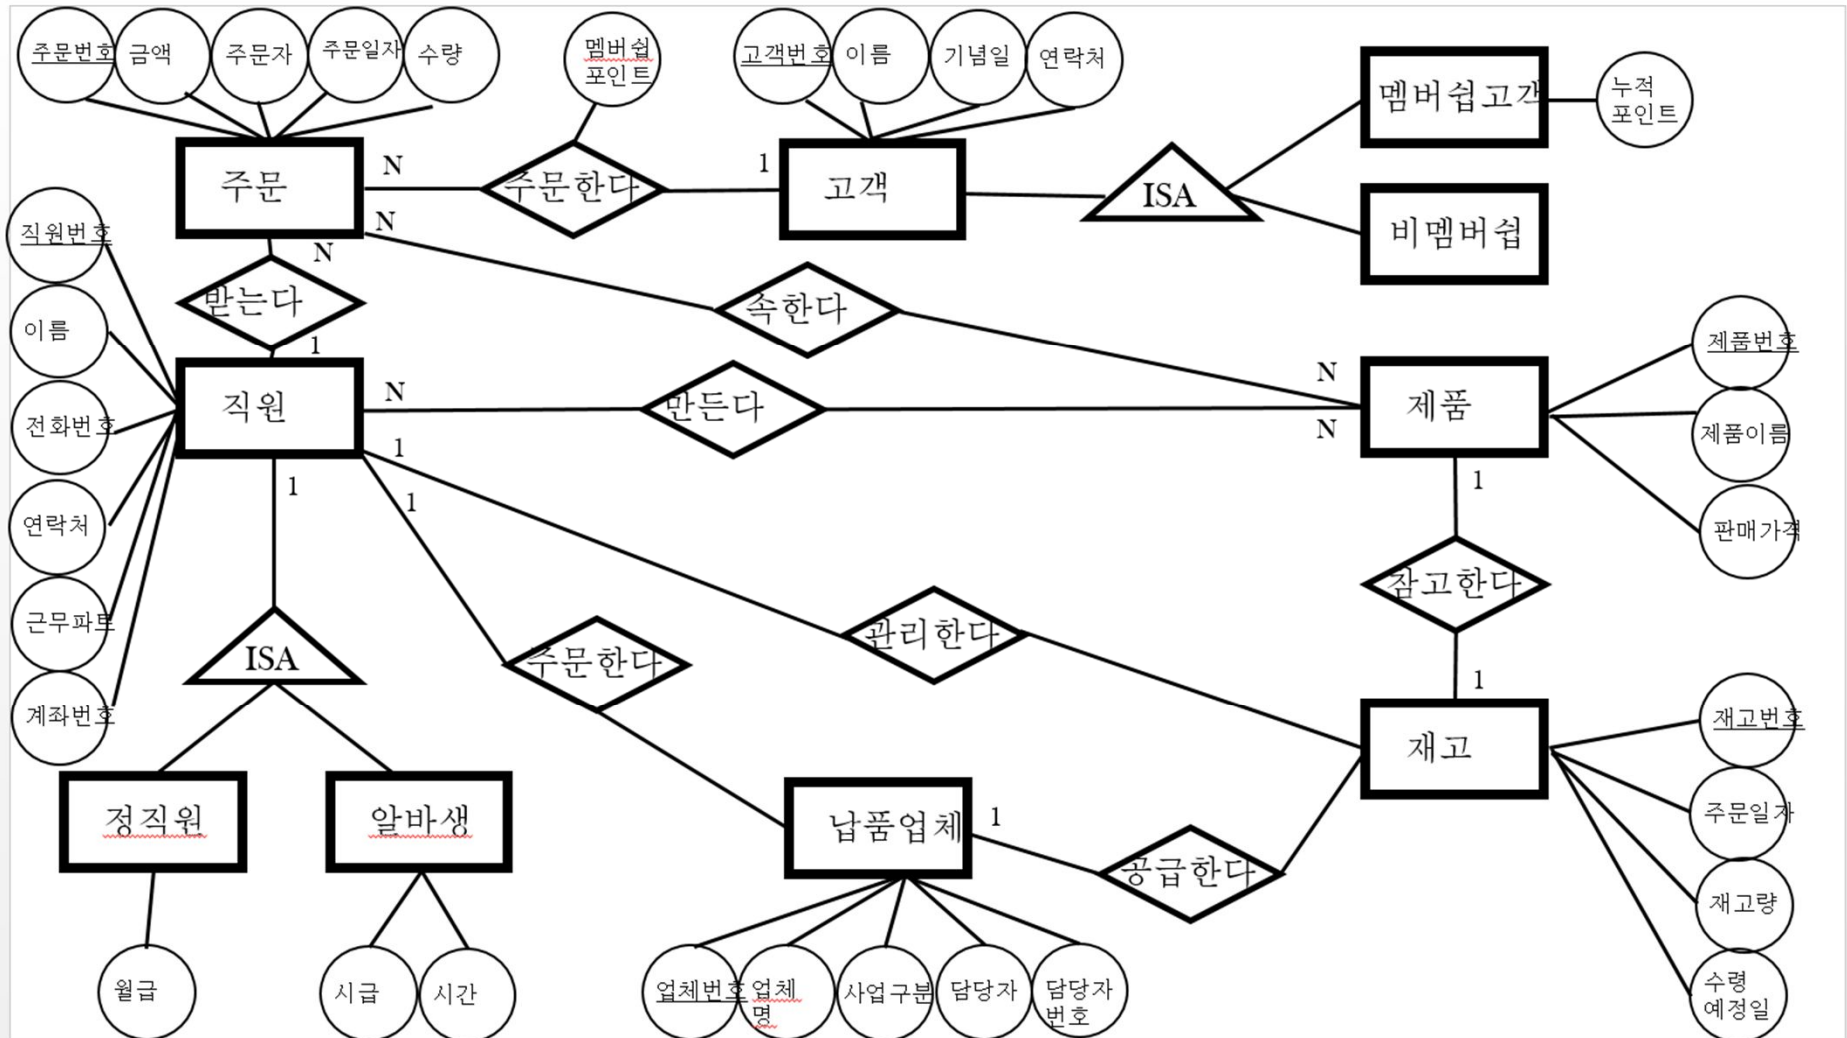 주문번호
금액
주문자
주문일자
수량
멤버쉽
포인트
고객번호
이름
기념일
연락처
멤버쉽고객
누적
포인트
주문
N
주문한다
1
고객
ISA
비멤버쉽
N
N
직원번호
받는다
속한다
이름
1
제품번호
직원
N
만든다
N
N
제품
제품이름
전화번호
1
1
1
1
연락처
판매가격
잠고한다
근무파트
ISA
주문한다
관리한다
1
계좌번호
재고
재고번호
정직원
알바생
납품업체
1
공급한다
주문일자
재고량
월급
시급
시간
업체번호
업체
명
사업구분
담당자
담당자
번호
수령
예정일